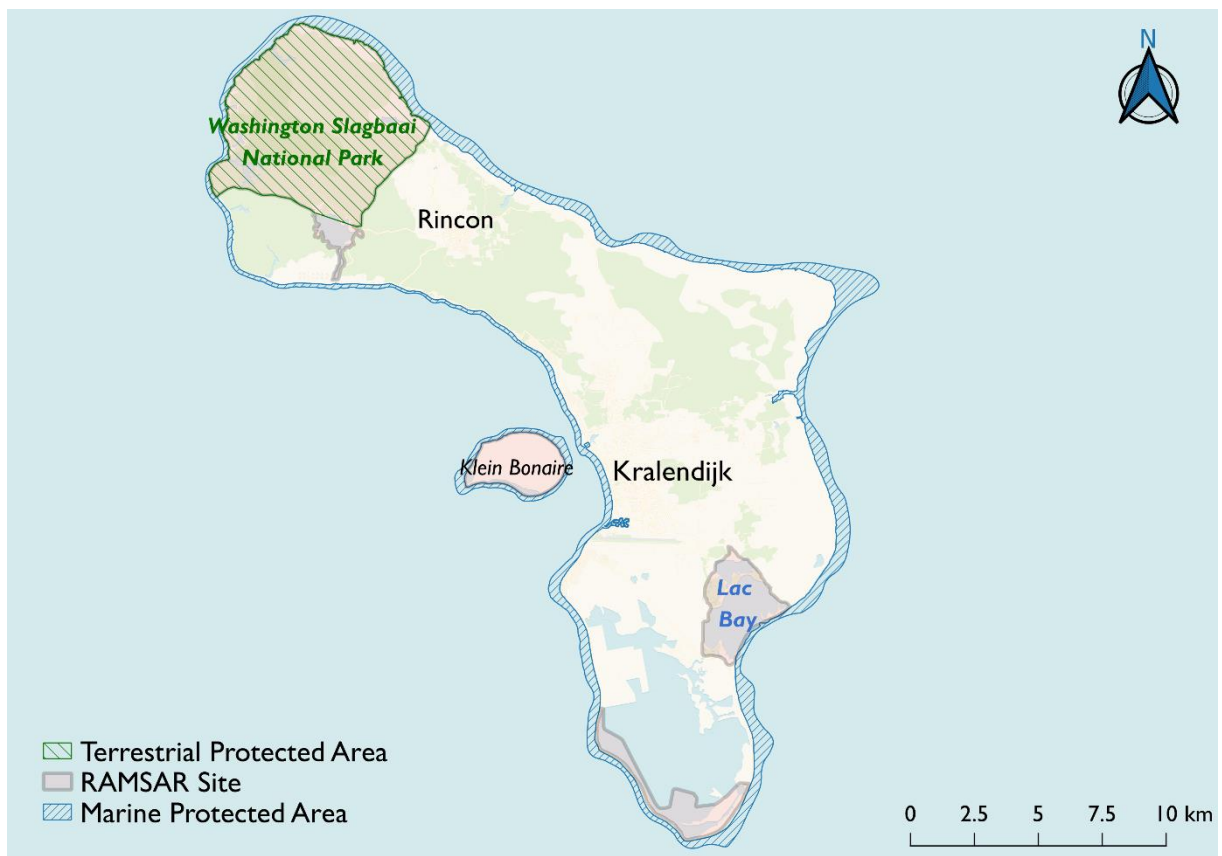 N
Washington Slagbaai
National Park
Rincon
Klein Bonaire
Kralendijk
Lac
Bay
Terrestrial Protected Area
RAMSAR Site
Marine Protected Area
0 2.5 5 7.5 10 km